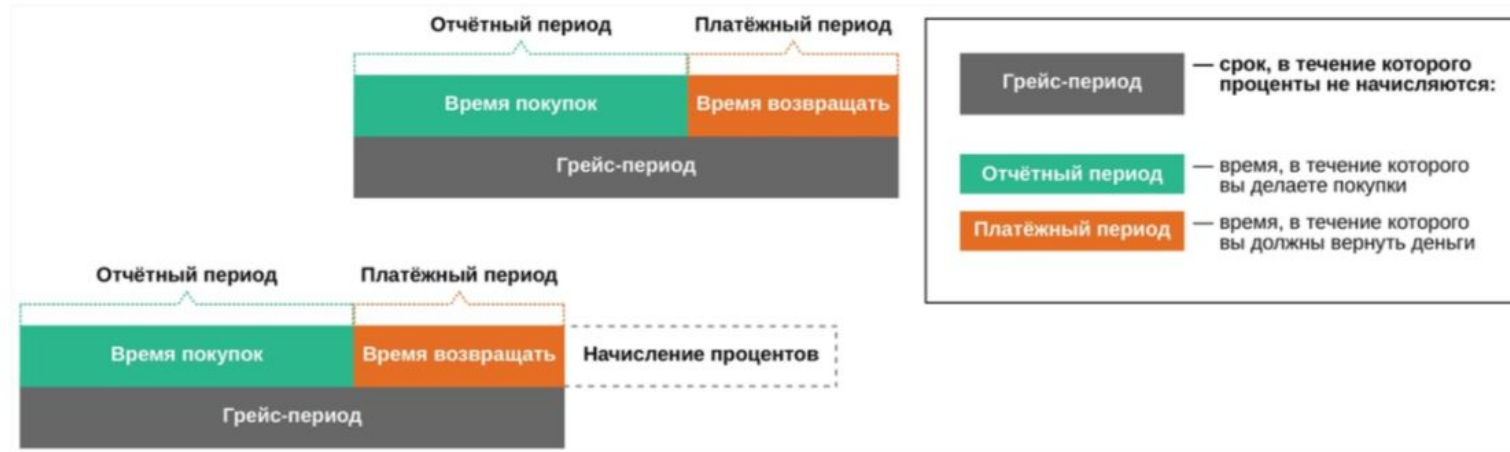 Отчётный период
Платёжный период
Время покупок
Время возвращать
Грейс-период
Отчётный период
Платёжный период
Время покупок
Время возвращать
Начисление процентов
Грейс-период
Грейс-период
— срок, в течение которого
проценты не начисляются:
Отчётный период
— время, в течение которого
вы делаете покупки
Платёжный период
— время, в течение которого
вы должны вернуть деньги